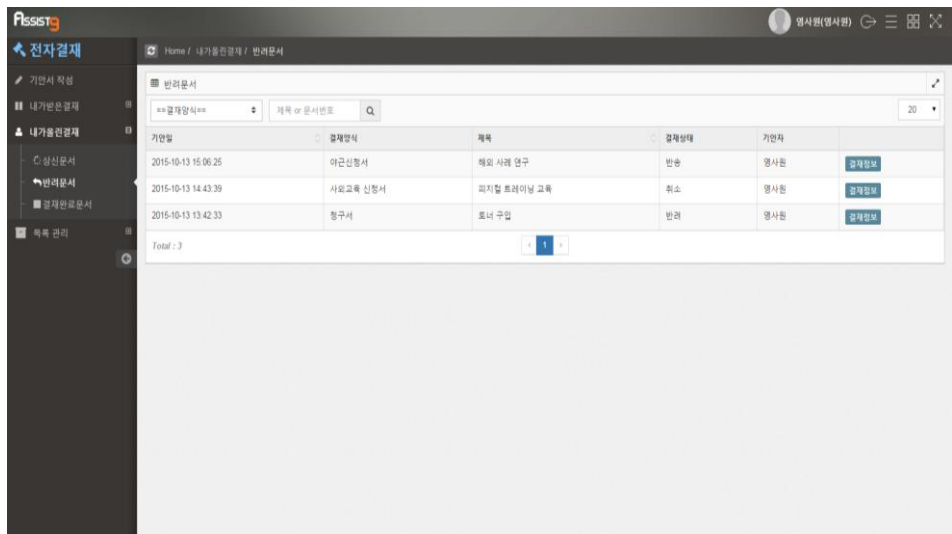 Assist9
영사원(영사원)
전자결재
Home / 내가올린결재 / 반려문서
기안서 작성
내가받은결재
내가올린결재
상신문서
반려문서
결재완료문서
목록 관리
반려문서
==결재양식== 제목 or 문서번호 20
기안일 결재양식 제목 결재상태 기안자
2015-10-13 15:06:25 야근신청서 해외 사례 연구 반송 영사원 결재정보
2015-10-13 14:43:39 사외교육 신청서 피지컬 트레이닝 교육 취소 영사원 결재정보
2015-10-13 13:42:33 청구서 토너 구입 반려 영사원 결재정보
Total : 3 1